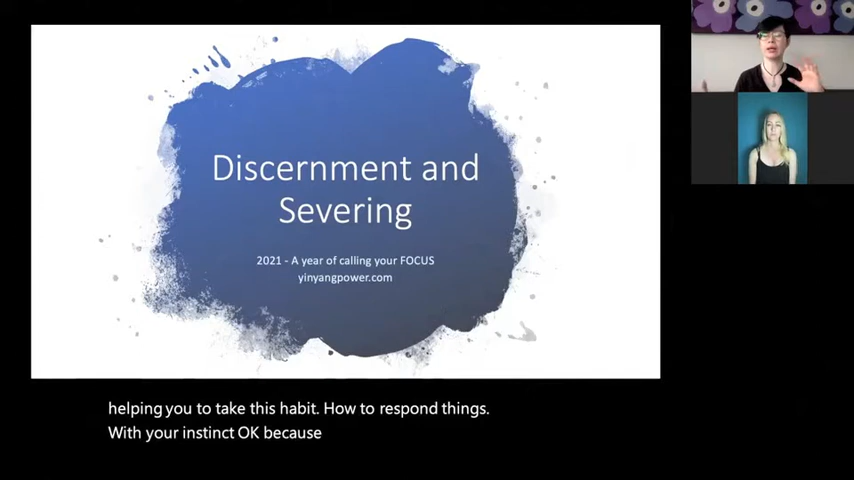 Discernment and
Severing
2021 - A year of calling your FOCUS
yinyangpower.com
helping you to take this habit. How to respond things.
With your instinct OK because